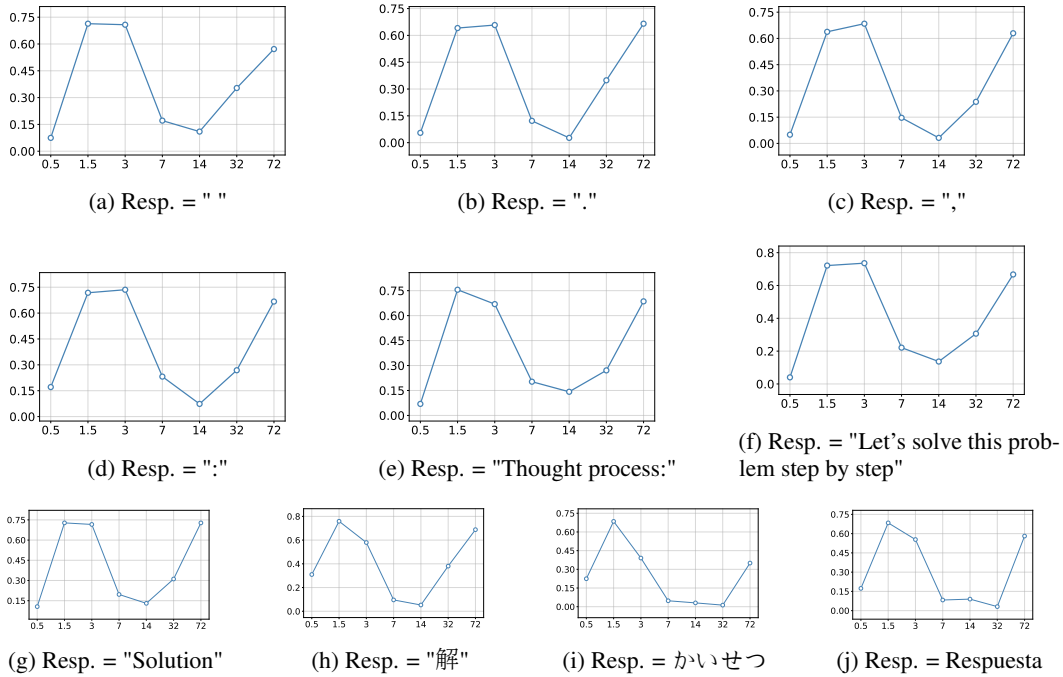 0.75
0.60
0.45
0.30
0.15
0.00
0.5 1.5 3 7 14 32 72
(a) Resp. = " "
0.75
0.60
0.45
0.30
0.15
0.00
0.5 1.5 3 7 14 32 72
(b) Resp. = "."
0.75
0.60
0.45
0.30
0.15
0.00
0.5 1.5 3 7 14 32 72
(c) Resp. = ","
0.75
0.60
0.45
0.30
0.15
0.00
0.5 1.5 3 7 14 32 72
(d) Resp. = ":"
0.75
0.60
0.45
0.30
0.15
0.00
0.5 1.5 3 7 14 32 72
(e) Resp. = "Thought process:"
0.8
0.6
0.4
0.2
0.0
0.5 1.5 3 7 14 32 72
(f) Resp. = "Let's solve this prob-
lem step by step"
0.75
0.60
0.45
0.30
0.15
0.5 1.5 3 7 14 32 72
(g) Resp. = "Solution"
0.8
0.6
0.4
0.2
0.0
0.5 1.5 3 7 14 32 72
(h) Resp. = "解"
0.75
0.60
0.45
0.30
0.15
0.00
0.5 1.5 3 7 14 32 72
(i) Resp. = かいせつ
0.75
0.60
0.45
0.30
0.15
0.00
0.5 1.5 3 7 14 32 72
(j) Resp. = Respuesta